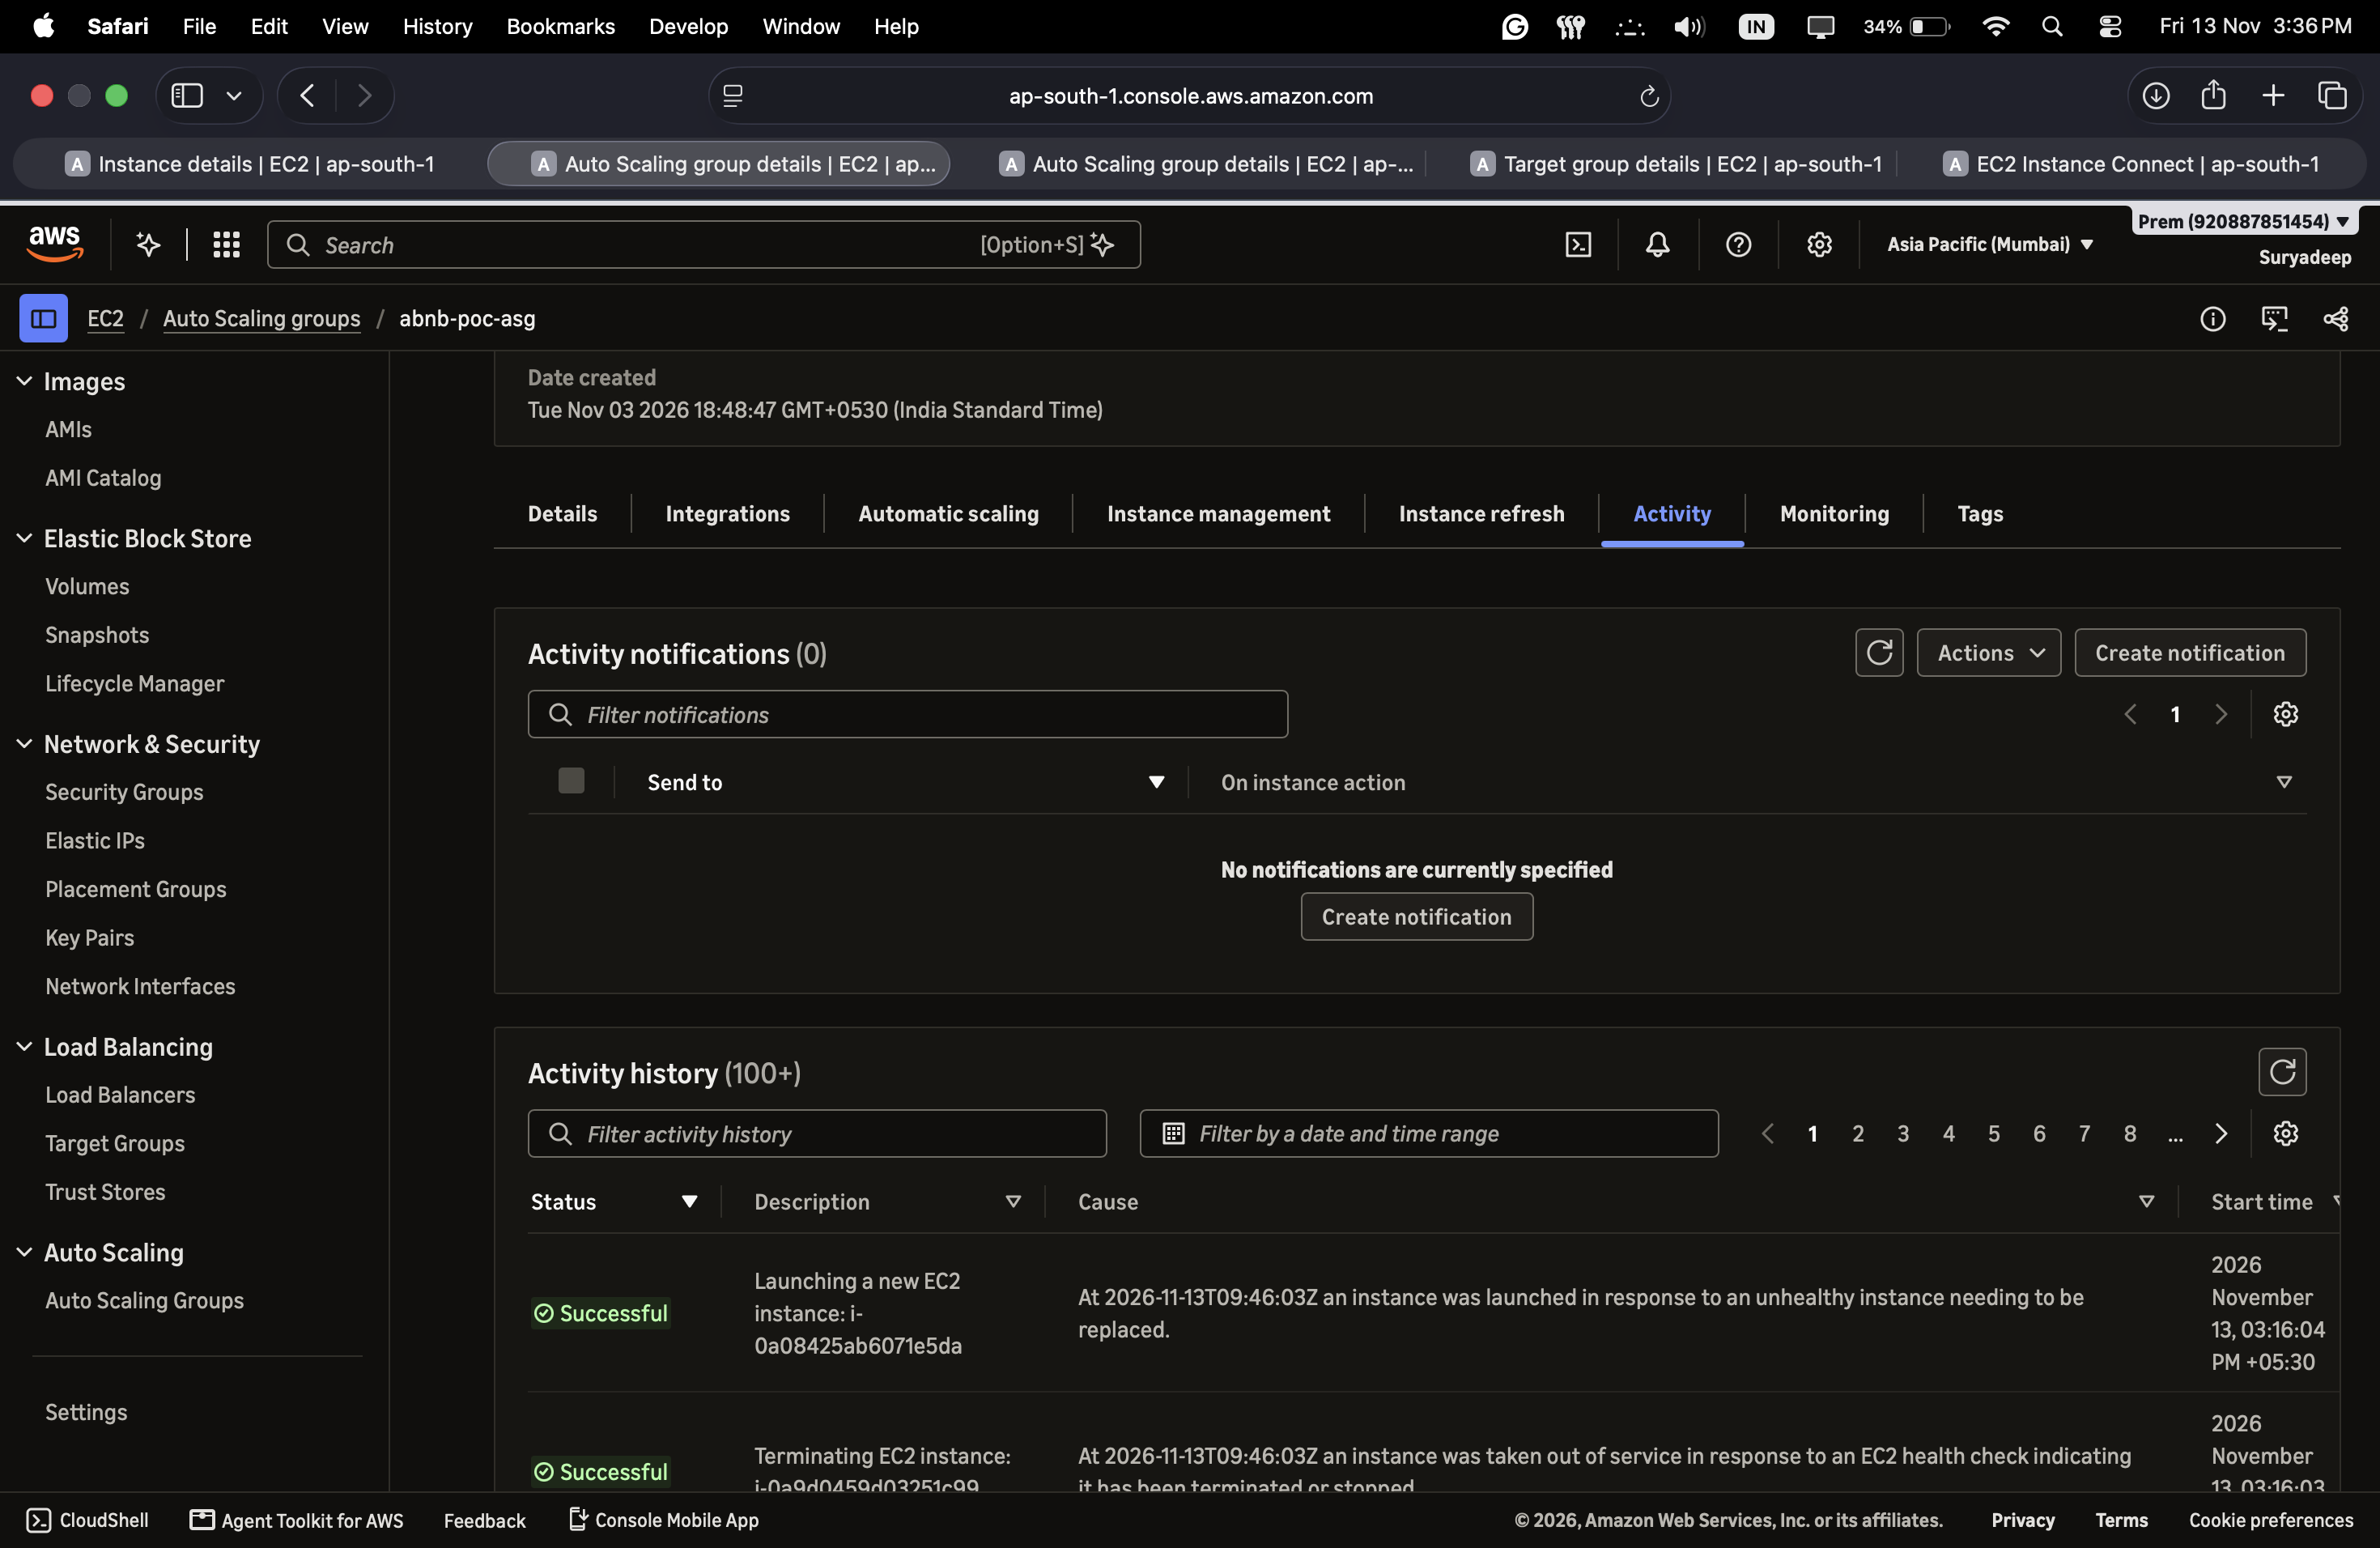 Safari File Edit View History Bookmarks Develop Window Help IN 34% Fri 13 Nov 3:36 PM
ap-south-1.console.aws.amazon.com
A Instance details | EC2 | ap-south-1 A Auto Scaling group details | EC2 | ap... A Auto Scaling group details | EC2 | ap-... A Target group details | EC2 | ap-south-1 A EC2 Instance Connect | ap-south-1
aws Search [Option+S] Asia Pacific (Mumbai) Prem (920887851454)
Suryadeep
EC2 / Auto Scaling groups / abnb-poc-asg
Images
AMIs
AMI Catalog
Elastic Block Store
Volumes
Snapshots
Lifecycle Manager
Network & Security
Security Groups
Elastic IPs
Placement Groups
Key Pairs
Network Interfaces
Load Balancing
Load Balancers
Target Groups
Trust Stores
Auto Scaling
Auto Scaling Groups
Settings
Date created
Tue Nov 03 2026 18:48:47 GMT+0530 (India Standard Time)
Details Integrations Automatic scaling Instance management Instance refresh Activity Monitoring Tags
Activity notifications (0) Actions Create notification
Filter notifications 1
Send to On instance action
No notifications are currently specified
Create notification
Activity history (100+)
Filter activity history Filter by a date and time range 1 2 3 4 5 6 7 8 ...
Status Description Cause Start time
Successful
Launching a new EC2
instance: i-
0a08425ab6071e5da
At 2026-11-13T09:46:03Z an instance was launched in response to an unhealthy instance needing to be
replaced.
2026
November
13, 03:16:04
PM +05:30
Successful
Terminating EC2 instance:
i-0a9d0459d03251c99
At 2026-11-13T09:46:03Z an instance was taken out of service in response to an EC2 health check indicating
it has been terminated or stopped.
2026
November
13, 03:16:03
CloudShell Agent Toolkit for AWS Feedback Console Mobile App © 2026, Amazon Web Services, Inc. or its affiliates. Privacy Terms Cookie preferences